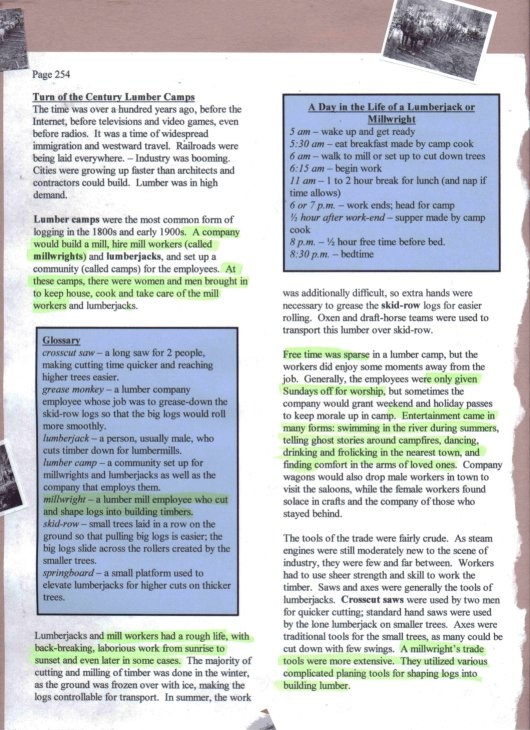 Page 254
Turn of the Century Lumber Camps
The time was over a hundred years ago, before the
Internet, before televisions and video games, even
before radios. It was a time of widespread
immigration and westward travel. Railroads were
being laid everywhere. – Industry was booming.
Cities were growing up faster than architects and
contractors could build. Lumber was in high
demand.
Lumber camps were the most common form of
logging in the 1800s and early 1900s. A company
would build a mill, hire mill workers (called
millwrights) and lumberjacks, and set up a
community (called camps) for the employees. At
these camps, there were women and men brought in
to keep house, cook and take care of the mill
workers and lumberjacks.
Glossary
crosscut saw – a long saw for 2 people,
making cutting time quicker and reaching
higher trees easier.
grease monkey – a lumber company
employee whose job was to grease-down the
skid-row logs so that the big logs would roll
more smoothly.
lumberjack – a person, usually male, who
cuts timber down for lumbermills.
lumber camp – a community set up for
millwrights and lumberjacks as well as the
company that employs them.
millwright – a lumber mill employee who cut
and shape logs into building timbers.
skid-row – small trees laid in a row on the
ground so that pulling big logs is easier; the
big logs slide across the rollers created by the
smaller trees.
springboard – a small platform used to
elevate lumberjacks for higher cuts on thicker
trees.
Lumberjacks and mill workers had a rough life, with
back-breaking, laborious work from sunrise to
sunset and even later in some cases. The majority of
cutting and milling of timber was done in the winter,
as the ground was frozen over with ice, making the
logs controllable for transport. In summer, the work
A Day in the Life of a Lumberjack or
Millwright
5 am – wake up and get ready
5:30 am – eat breakfast made by camp cook
6 am – walk to mill or set up to cut down trees
6:15 am – begin work
11 am – 1 to 2 hour break for lunch (and nap if
time allows)
6 or 7 p.m. – work ends; head for camp
½ hour after work-end – supper made by camp
cook
8 p.m. – ½ hour free time before bed.
8:30 p.m. – bedtime
was additionally difficult, so extra hands were
necessary to grease the skid-row logs for easier
rolling. Oxen and draft-horse teams were used to
transport this lumber over skid-row.
Free time was sparse in a lumber camp, but the
workers did enjoy some moments away from the
job. Generally, the employees were only given
Sundays off for worship, but sometimes the
company would grant weekend and holiday passes
to keep morale up in camp. Entertainment came in
many forms: swimming in the river during summers,
telling ghost stories around campfires, dancing,
drinking and frolicking in the nearest town, and
finding comfort in the arms of loved ones. Company
wagons would also drop male workers in town to
visit the saloons, while the female workers found
solace in crafts and the company of those who
stayed behind.
The tools of the trade were fairly crude. As steam
engines were still moderately new to the scene of
industry, they were few and far between. Workers
had to use sheer strength and skill to work the
timber. Saws and axes were generally the tools of
lumberjacks. Crosscut saws were used by two men
for quicker cutting; standard hand saws were used
by the lone lumberjack on smaller trees. Axes were
traditional tools for the small trees, as many could be
cut down with few swings. A millwright's trade
tools were more extensive. They utilized various
complicated planing tools for shaping logs into
building lumber.